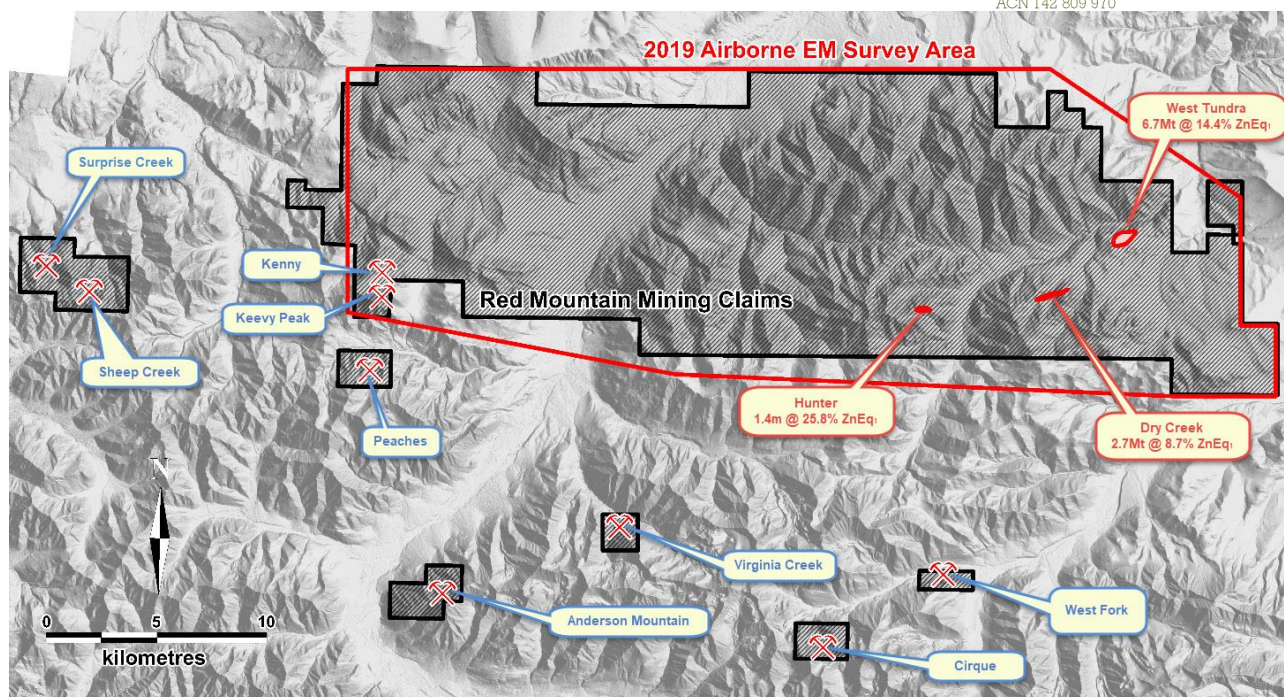 ACN 142 809 970
2019 Airborne EM Survey Area
West Tundra
6.7Mt @ 14.4% ZnEq₁
Surprise Creek
Kenny
Red Mountain Mining Claims
Keevy Peak
Sheep Creek
Hunter
1.4m @ 25.8% ZnEq₁
Dry Creek
2.7Mt @ 8.7% ZnEq₁
Peaches
N
Virginia Creek
West Fork
Anderson Mountain
0 5 10
kilometres
Cirque